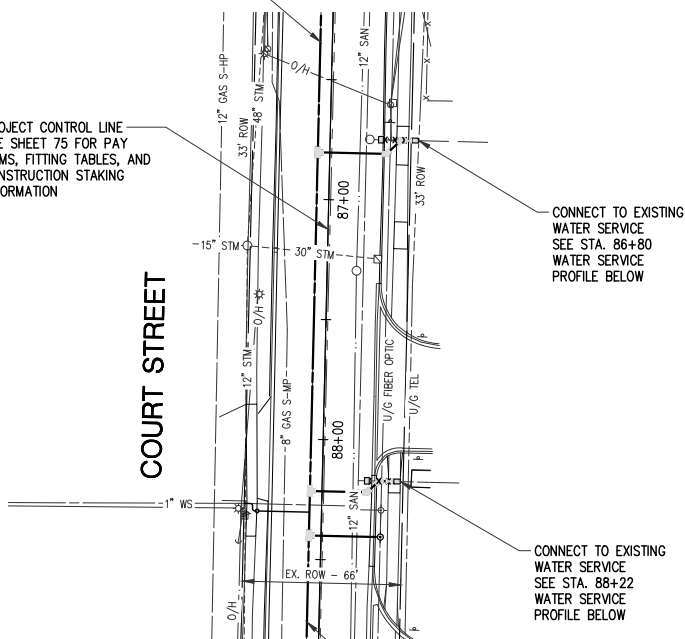 12" GAS S-HP
48" STM
33' ROW
O/H
12" SAN
X
X
X
P
OJECT CONTROL LINE
E SHEET 75 FOR PAY
MS, FITTING TABLES, AND
NSTRUCTION STAKING
ORMATION
33' ROW
87+00
CONNECT TO EXISTING
WATER SERVICE
SEE STA. 86+80
WATER SERVICE
PROFILE BELOW
15" STM
30" STM
COURT STREET
O/H
12" STM
8" GAS S-MP
U/G FIBER OPTIC
U/G TEL
P
88+00
P
1" WS
12" SAN
EX. ROW - 66'
O/H
P
CONNECT TO EXISTING
WATER SERVICE
SEE STA. 88+22
WATER SERVICE
PROFILE BELOW